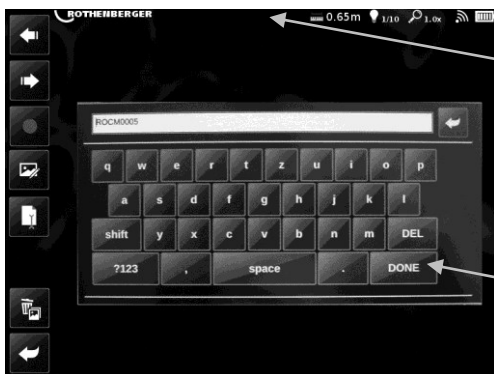 ROTHENBERGER 0.65m 1/10 1.0x
ROCM0005
q w e r t z u i o p
a s d f g h j k l
shift y x c v b n m DEL
?123 , space . DONE